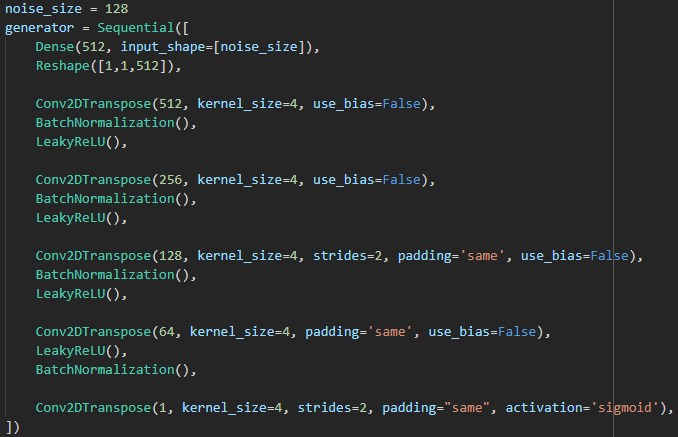 noise_size = 128
generator = Sequential([
    Dense(512, input_shape=[noise_size]),
    Reshape([1,1,512]),

    Conv2DTranspose(512, kernel_size=4, use_bias=False),
    BatchNormalization(),
    LeakyReLU(),

    Conv2DTranspose(256, kernel_size=4, use_bias=False),
    BatchNormalization(),
    LeakyReLU(),

    Conv2DTranspose(128, kernel_size=4, strides=2, padding='same', use_bias=False),
    BatchNormalization(),
    LeakyReLU(),

    Conv2DTranspose(64, kernel_size=4, padding='same', use_bias=False),
    LeakyReLU(),
    BatchNormalization(),

    Conv2DTranspose(1, kernel_size=4, strides=2, padding="same", activation='sigmoid'),
])